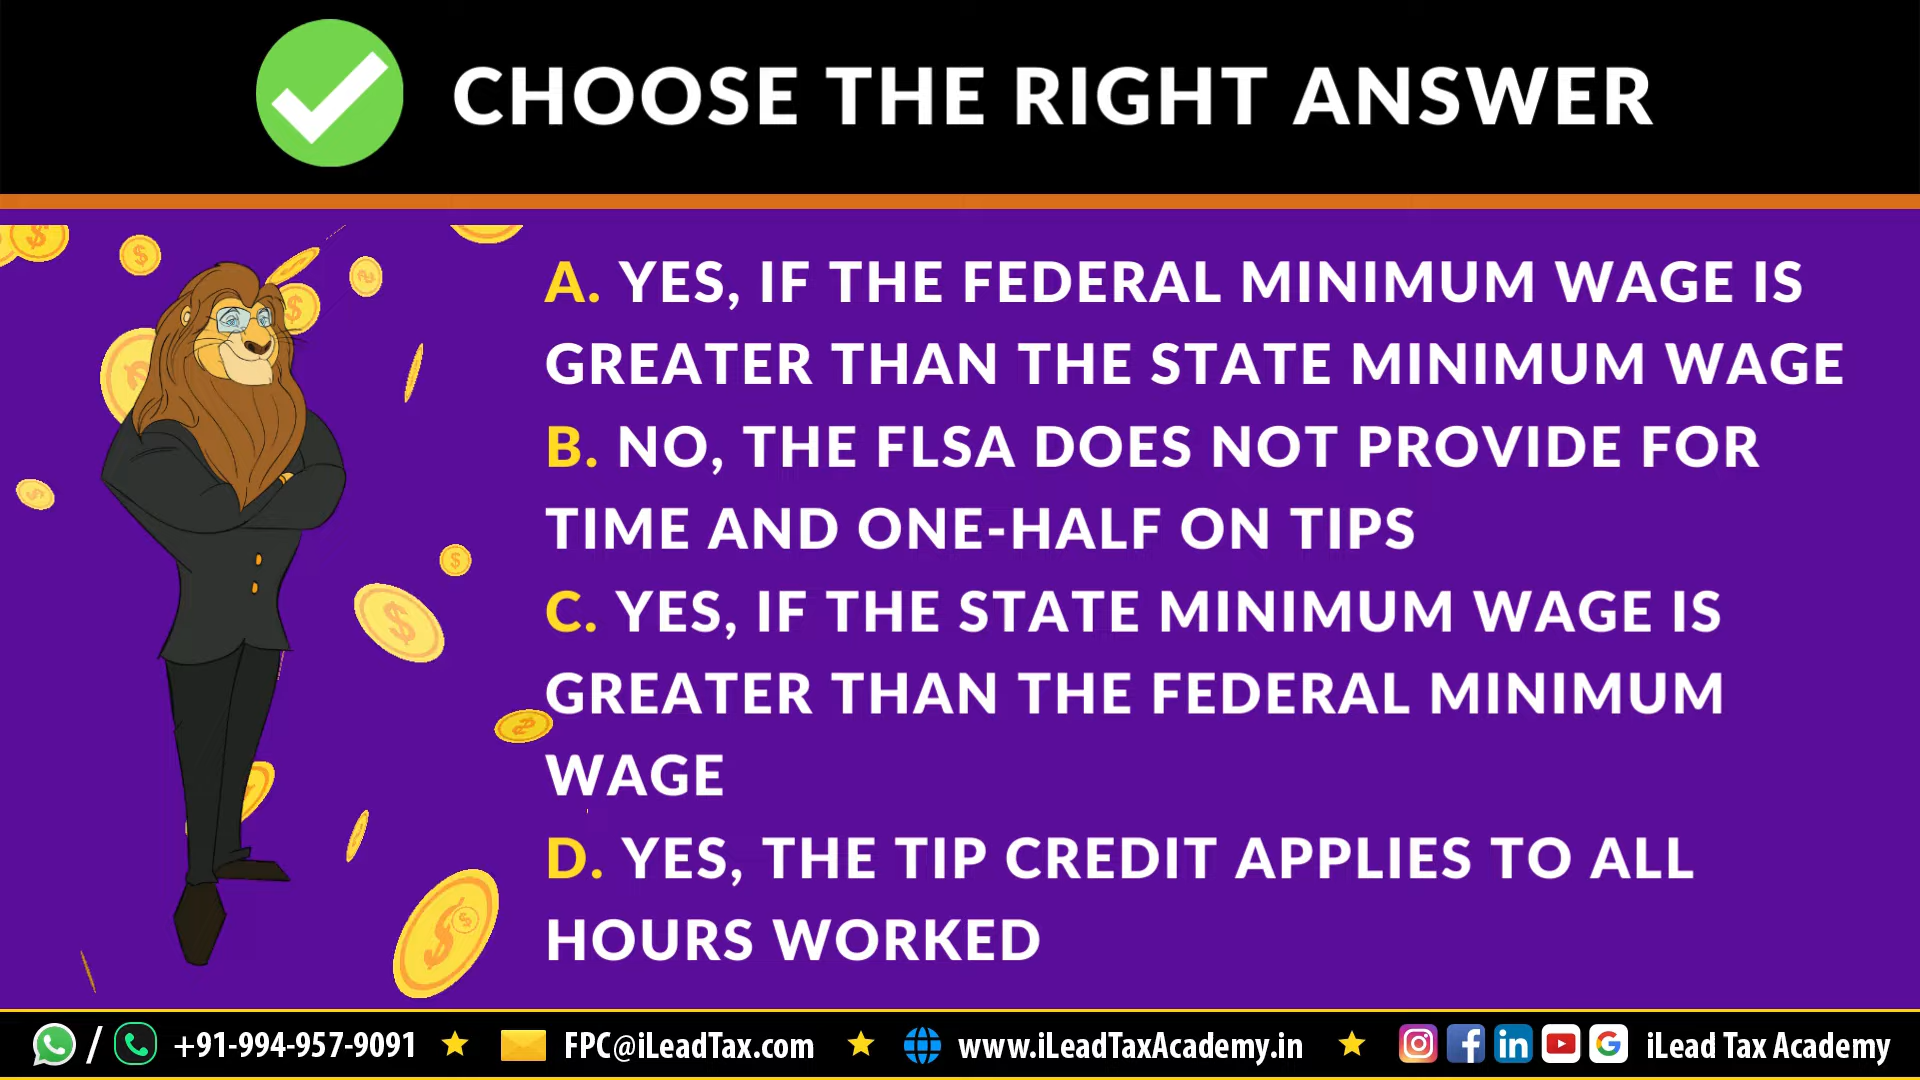 CHOOSE THE RIGHT ANSWER
A. YES, IF THE FEDERAL MINIMUM WAGE IS
GREATER THAN THE STATE MINIMUM WAGE
B. NO, THE FLSA DOES NOT PROVIDE FOR
TIME AND ONE-HALF ON TIPS
C. YES, IF THE STATE MINIMUM WAGE IS
GREATER THAN THE FEDERAL MINIMUM
WAGE
D. YES, THE TIP CREDIT APPLIES TO ALL
HOURS WORKED
/ +91-994-957-9091 FPC@iLeadTax.com www.iLeadTaxAcademy.in iLead Tax Academy